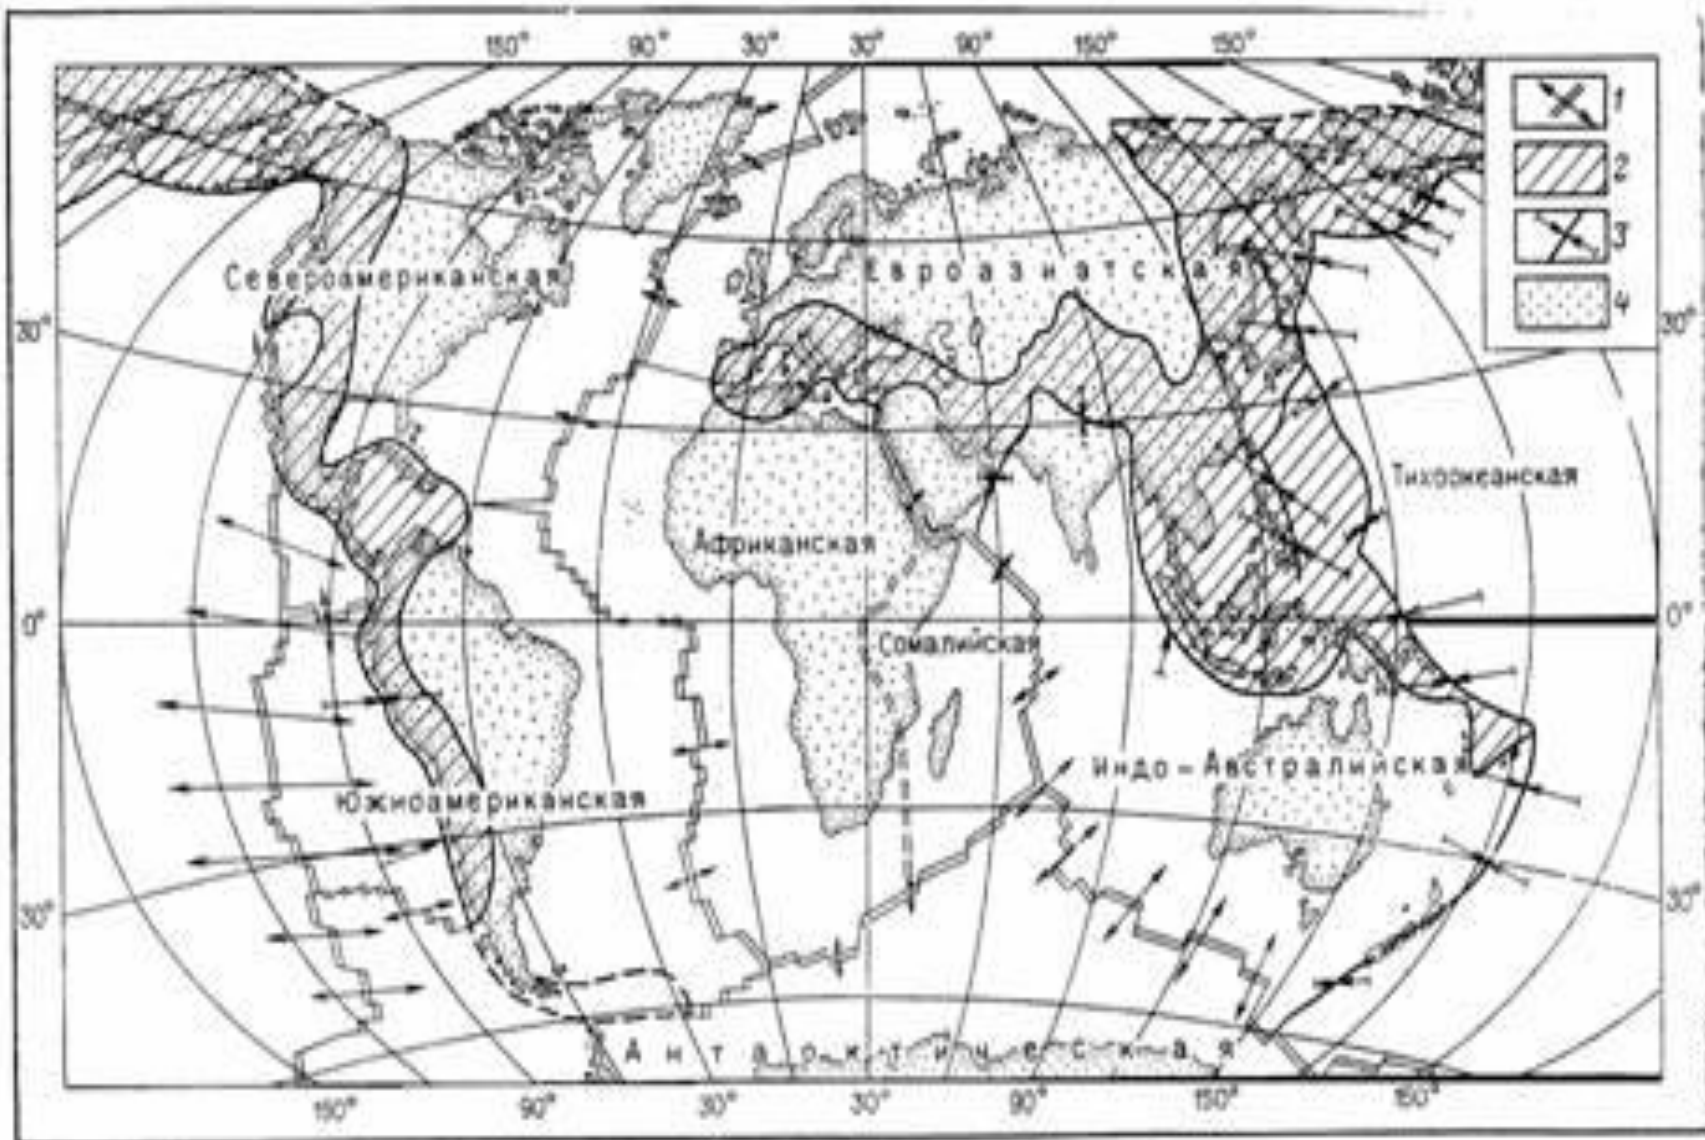 150° 90° 30° 30° 90° 150° 150°
1
2
3
4
Североамериканская
Евроазиатская
30° 30°
Тихоокеанская
Африканская
0° 0°
Сомалийская
Индо-Австралийская
Южноамериканская
30° 30°
Антарктическая
150° 90° 30° 30° 90° 150° 150°